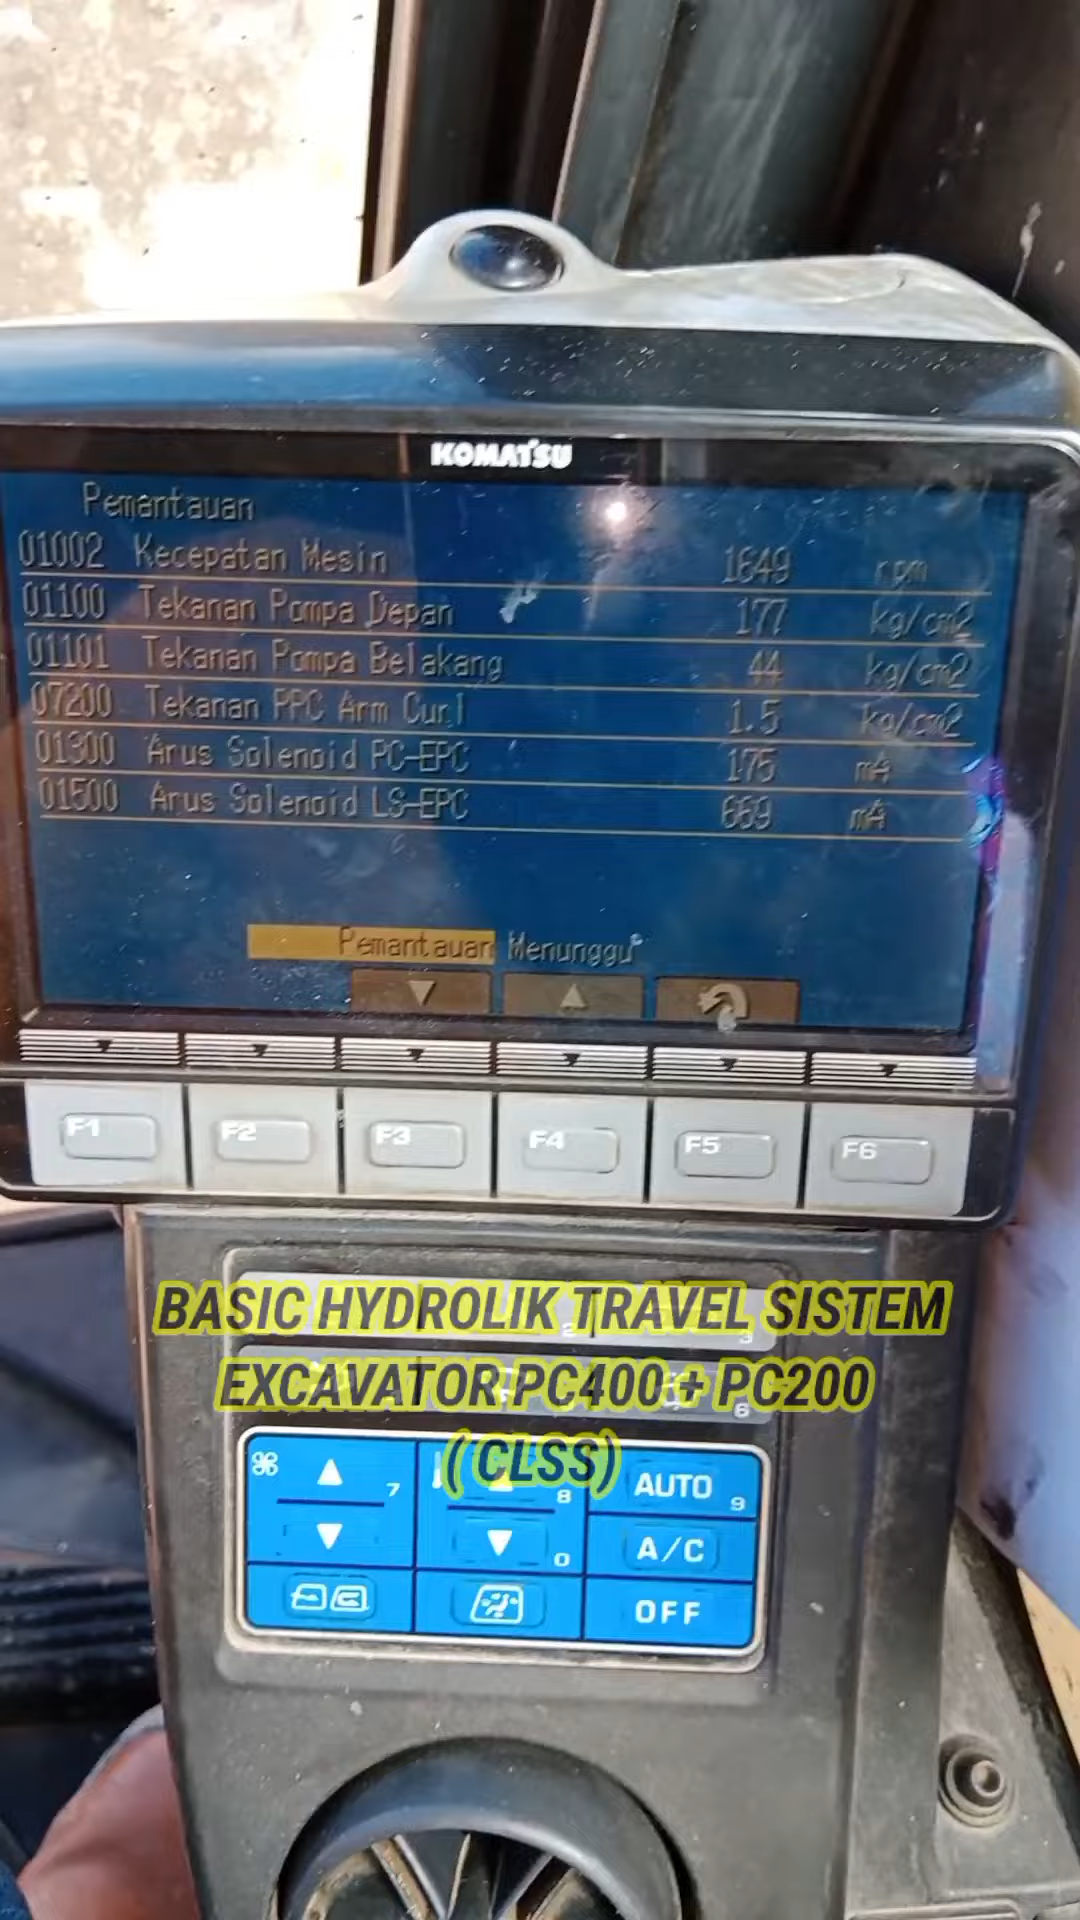 KOMATSU
Pemantauan
01002 Kecepatan Mesin 1649 rpm
01100 Tekanan Pompa Depan 177 kg/cm2
01101 Tekanan Pompa Belakang 44 kg/cm2
07200 Tekanan PPC Arm Curl 1.5 kg/cm2
01300 Arus Solenoid PC-EPC 175 mA
01500 Arus Solenoid LS-EPC 669 mA
Pemantauan Menunggu
F1 F2 F3 F4 F5 F6
BASIC HYDROLIK TRAVEL SISTEM
EXCAVATOR PC400 + PC200
( CLSS)
2 3
6
7 8 AUTO 9
0 A/C
OFF